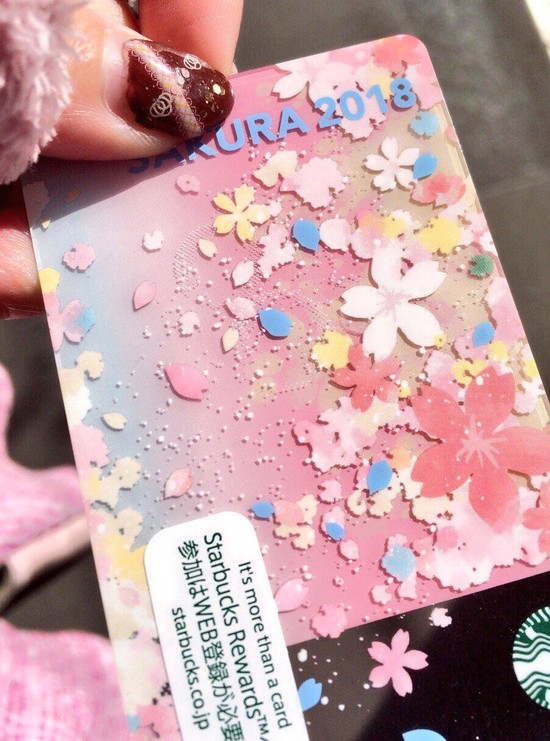 SAKURA 2018
It's more than a card
Starbucks Rewards™/
参加はWEB登録が必要
starbucks.co.jp